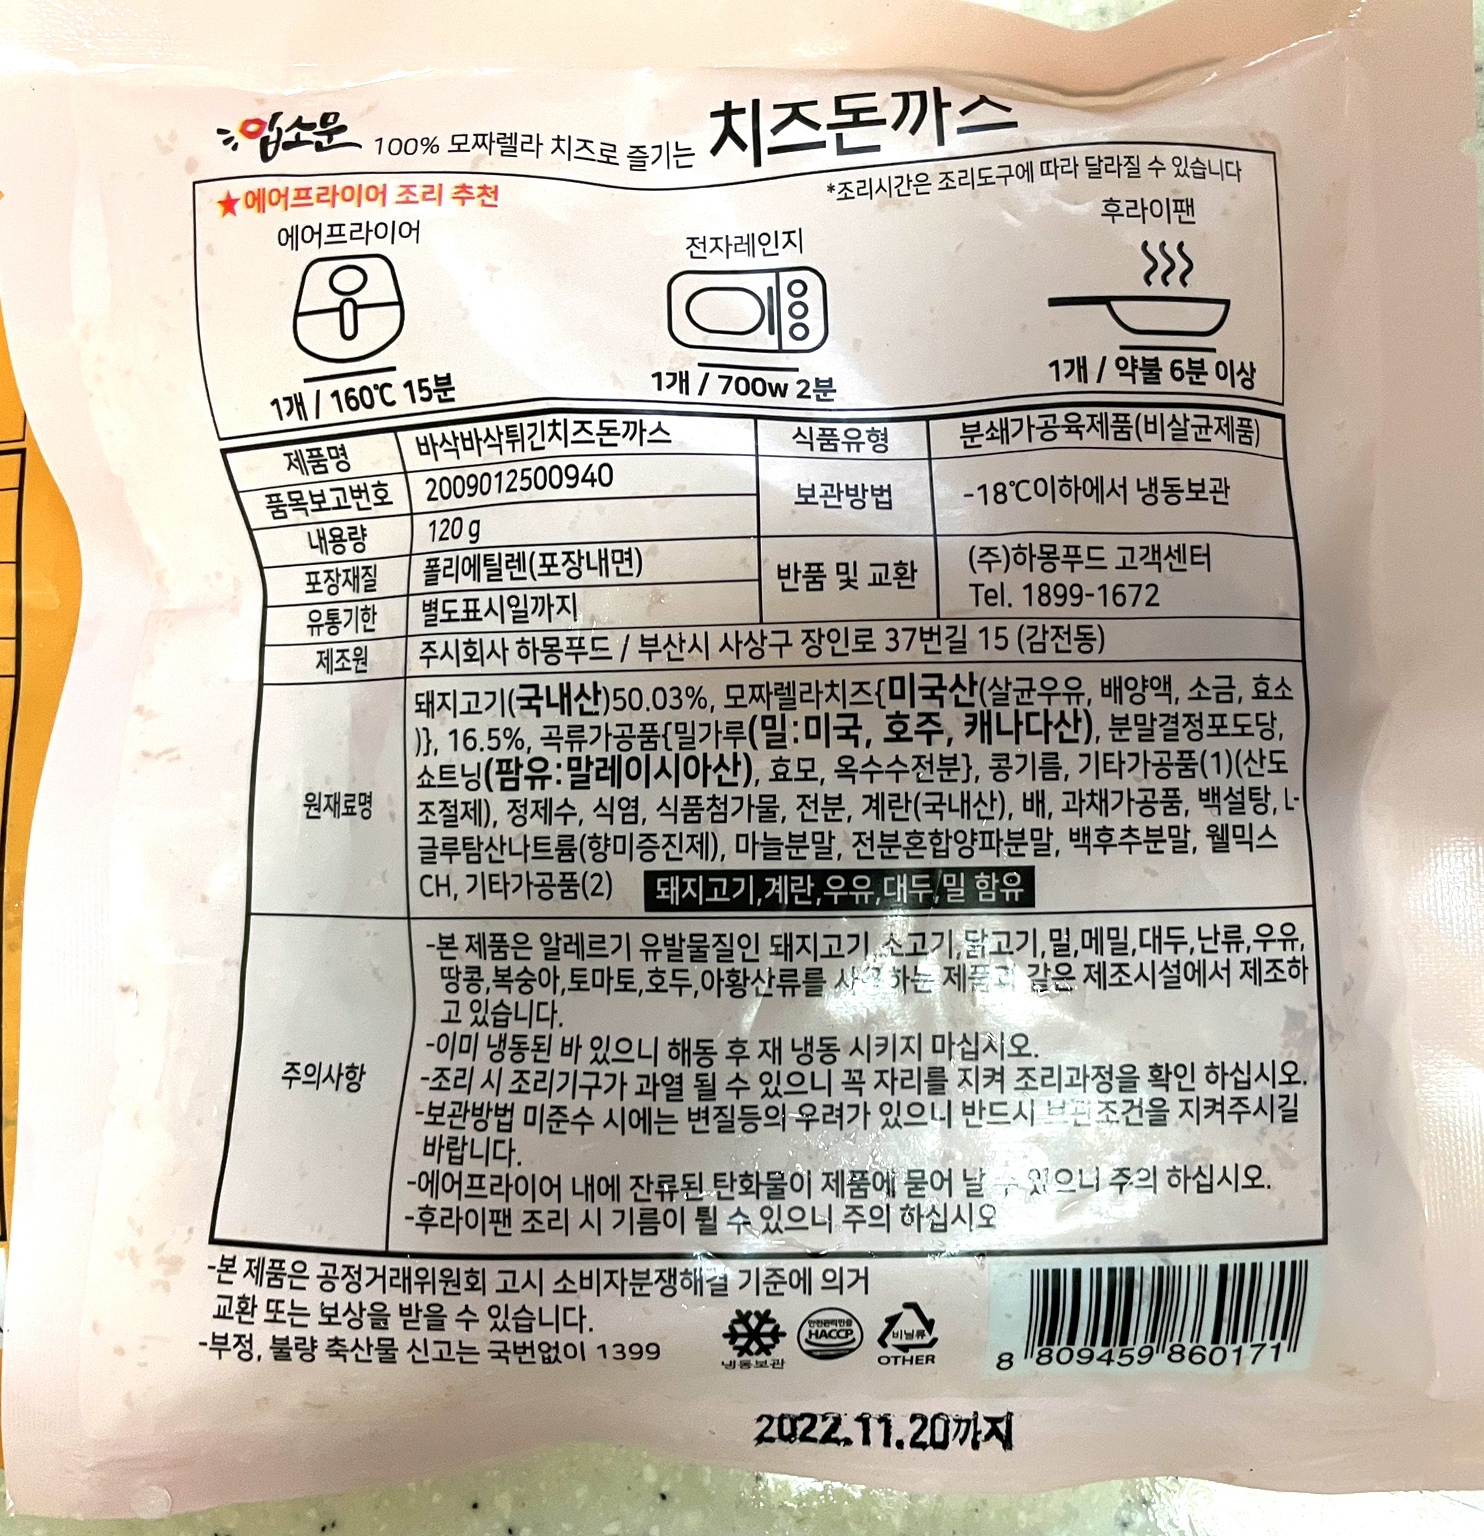 입소문 100% 모짜렐라 치즈로 즐기는 치즈돈까스
★에어프라이어 조리 추천
*조리시간은 조리도구에 따라 달라질 수 있습니다
에어프라이어
전자레인지
후라이팬
1개 / 160℃ 15분
1개 / 700w 2분
1개 / 약불 6분 이상
제품명 바삭바삭튀긴치즈돈까스
식품유형 분쇄가공육제품(비살균제품)
품목보고번호 2009012500940
보관방법 -18℃이하에서 냉동보관
내용량 120 g
포장재질 폴리에틸렌(포장내면)
반품 및 교환 (주)하몽푸드 고객센터
Tel. 1899-1672
유통기한 별도표시일까지
제조원 주시회사 하몽푸드 / 부산시 사상구 장인로 37번길 15 (감전동)
원재료명
돼지고기(국내산)50.03%, 모짜렐라치즈{미국산(살균우유, 배양액, 소금, 효소
)}, 16.5%, 곡류가공품{밀가루(밀:미국, 호주, 캐나다산), 분말결정포도당,
쇼트닝(팜유:말레이시아산), 효모, 옥수수전분}, 콩기름, 기타가공품(1)(산도
조절제), 정제수, 식염, 식품첨가물, 전분, 계란(국내산), 배, 과채가공품, 백설탕, L-
글루탐산나트륨(향미증진제), 마늘분말, 전분혼합양파분말, 백후추분말, 웰믹스
CH, 기타가공품(2) 돼지고기,계란,우유,대두,밀 함유
주의사항
-본 제품은 알레르기 유발물질인 돼지고기,소고기,닭고기,밀,메밀,대두,난류,우유,
땅콩,복숭아,토마토,호두,아황산류를 사용하는 제품과 같은 제조시설에서 제조하
고 있습니다.
-이미 냉동된 바 있으니 해동 후 재 냉동 시키지 마십시오.
-조리 시 조리기구가 과열 될 수 있으니 꼭 자리를 지켜 조리과정을 확인 하십시오.
-보관방법 미준수 시에는 변질등의 우려가 있으니 반드시 보관조건을 지켜주시길
바랍니다.
-에어프라이어 내에 잔류된 탄화물이 제품에 묻어 날 수 있으니 주의 하십시오.
-후라이팬 조리 시 기름이 튈 수 있으니 주의 하십시오
-본 제품은 공정거래위원회 고시 소비자분쟁해결 기준에 의거
교환 또는 보상을 받을 수 있습니다.
-부정, 불량 축산물 신고는 국번없이 1399
냉동보관
안전관리인증
HACCP
비닐류
OTHER
8 809459 860171
2022.11.20까지